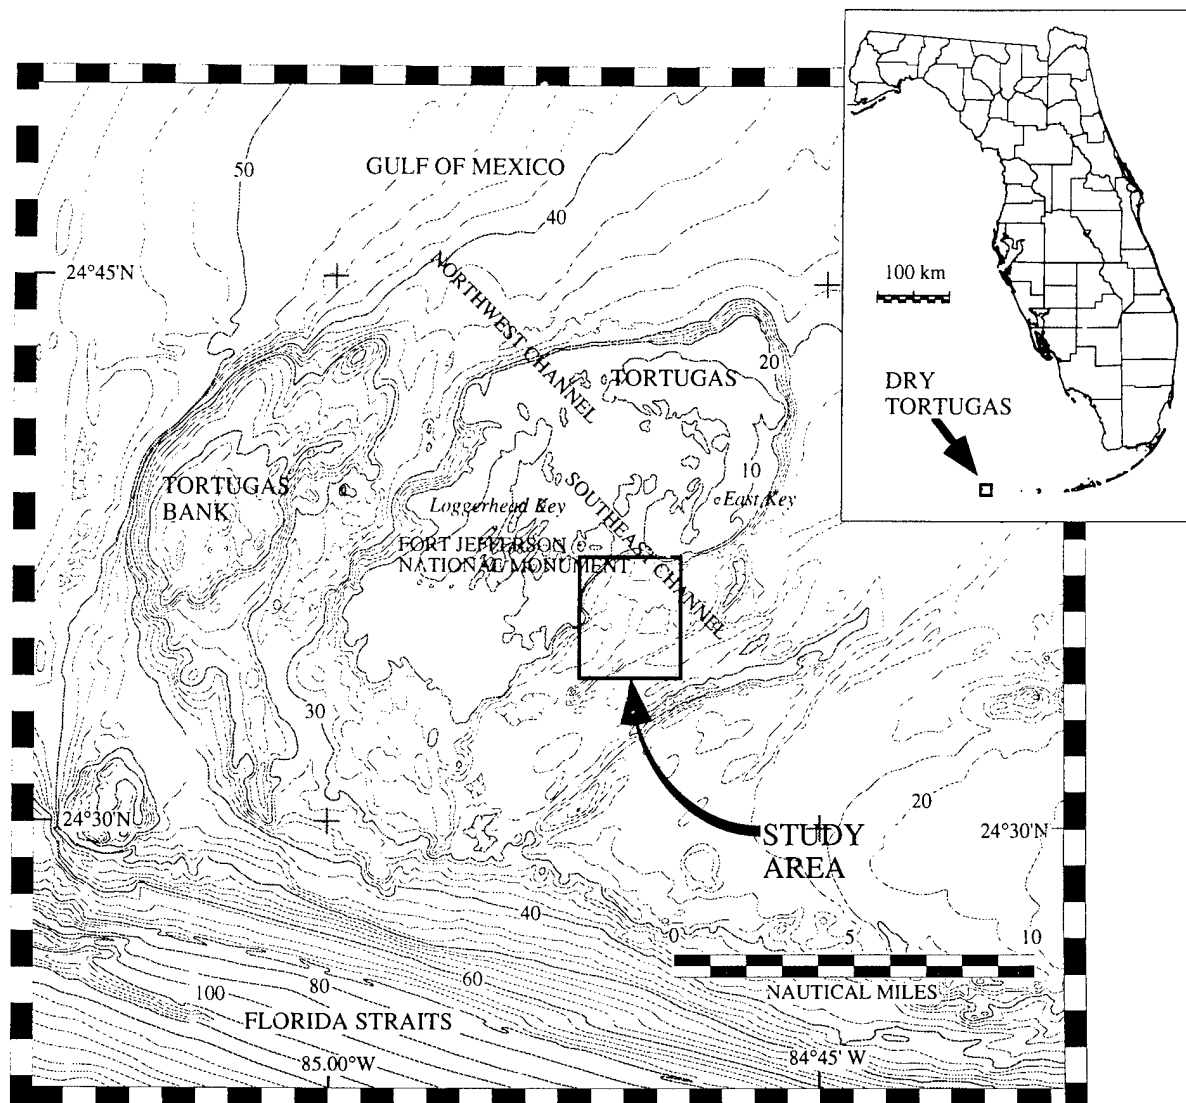 50
GULF OF MEXICO
40
24°45'N
100 km
NORTHWEST CHANNEL
20
TORTUGAS
DRY
TORTUGAS
10
TORTUGAS
BANK
Loggerhead Key
SOUTHEAST CHANNEL
East Key
FORT JEFFERSON
NATIONAL MONUMENT
30
20
24°30'N
24°30'N
STUDY
AREA
40
0
5
10
60
80
100
NAUTICAL MILES
FLORIDA STRAITS
85.00°W
84°45' W